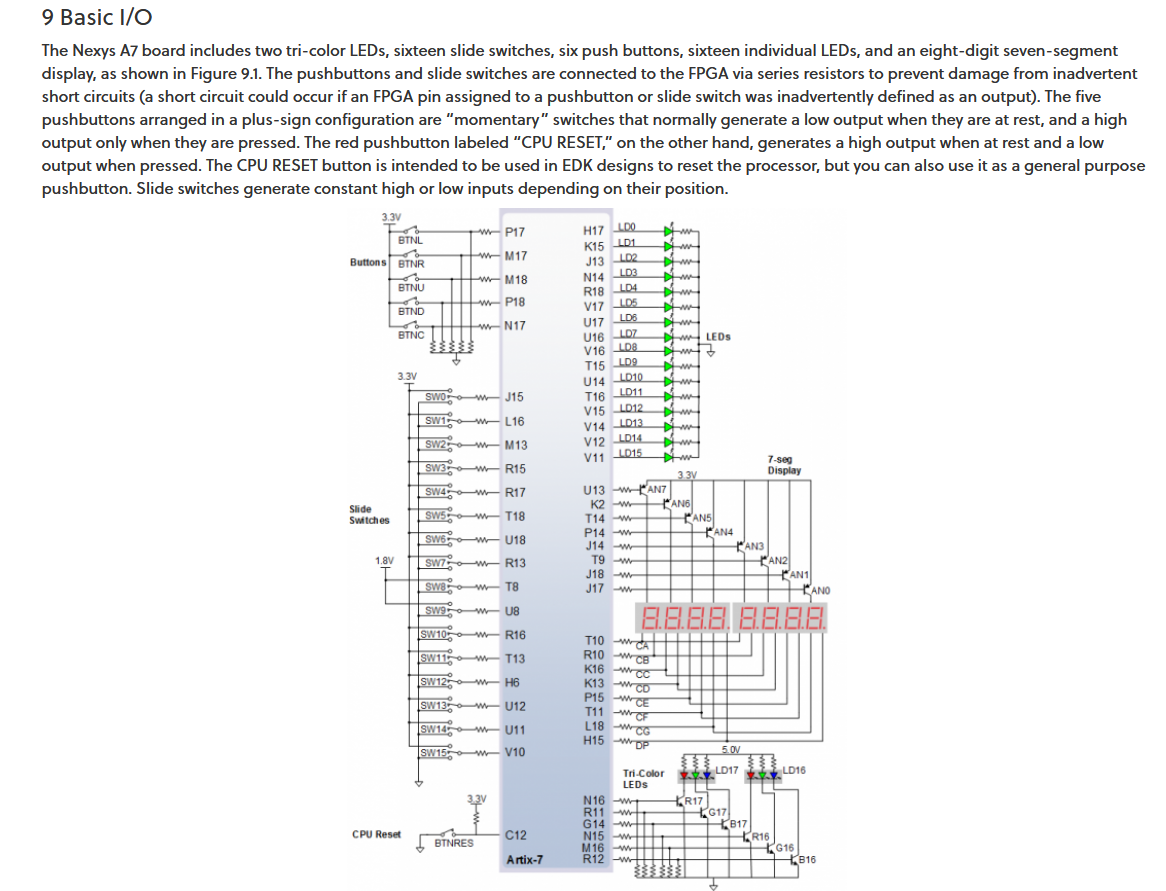 9 Basic I/O
The Nexys A7 board includes two tri-color LEDs, sixteen slide switches, six push buttons, sixteen individual LEDs, and an eight-digit seven-segment
display, as shown in Figure 9.1. The pushbuttons and slide switches are connected to the FPGA via series resistors to prevent damage from inadvertent
short circuits (a short circuit could occur if an FPGA pin assigned to a pushbutton or slide switch was inadvertently defined as an output). The five
pushbuttons arranged in a plus-sign configuration are “momentary” switches that normally generate a low output when they are at rest, and a high
output only when they are pressed. The red pushbutton labeled “CPU RESET,” on the other hand, generates a high output when at rest and a low
output when pressed. The CPU RESET button is intended to be used in EDK designs to reset the processor, but you can also use it as a general purpose
pushbutton. Slide switches generate constant high or low inputs depending on their position.
3.3V
BTNL
P17
Buttons
BTNR
M17
BTNU
M18
BTND
P18
BTNC
N17
3.3V
SW0
J15
SW1
L16
SW2
M13
SW3
R15
SW4
R17
Slide
Switches
SW5
T18
SW6
U18
1.8V
SW7
R13
SW8
T8
SW9
U8
SW10
R16
SW11
T13
SW12
H6
SW13
U12
SW14
U11
SW15
V10
3.3V
CPU Reset
BTNRES
C12
Artix-7
H17 LD0
K15 LD1
J13 LD2
N14 LD3
R18 LD4
V17 LD5
U17 LD6
U16 LD7
LEDs
V16 LD8
T15 LD9
U14 LD10
T16 LD11
V15 LD12
V14 LD13
V12 LD14
V11 LD15
7-seg
Display
3.3V
U13 AN7
K2 AN6
T14 AN5
P14 AN4
J14 AN3
T9 AN2
J18 AN1
J17 AN0
8.8.8.8. 8.8.8.8.
T10 CA
R10 CB
K16 CC
K13 CD
P15 CE
T11 CF
L18 CG
H15 DP
5.0V
Tri-Color
LEDs
LD17
LD16
N16 R17
R11 G17
G14 B17
N15 R16
M16 G16
R12 B16